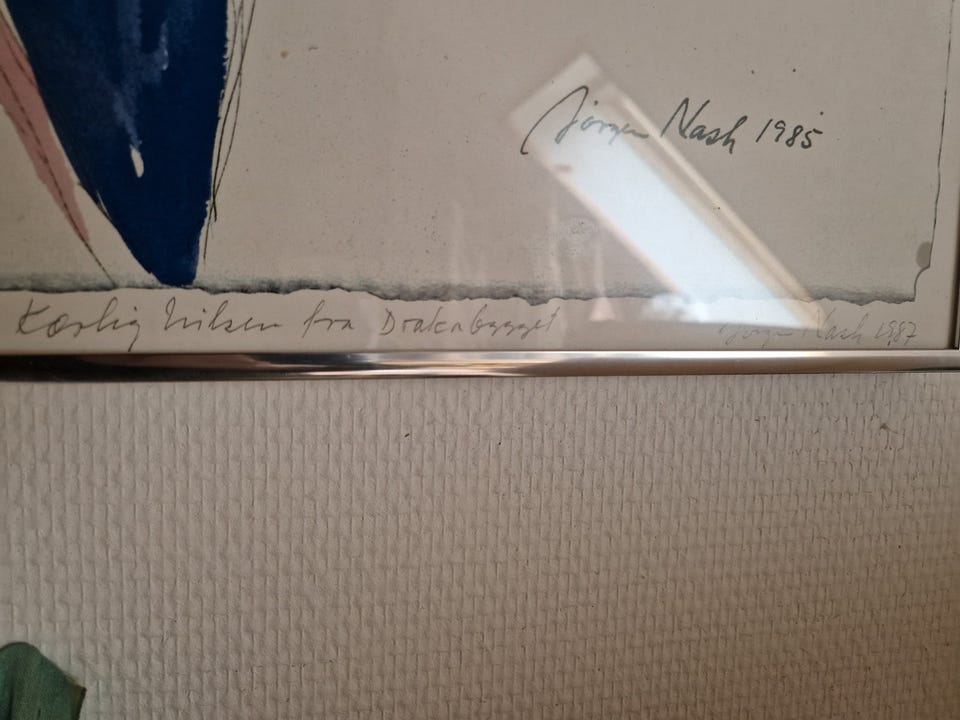 Jørgen Nash 1985
Kærlig hilsen fra Drakabygget
Jørgen Nash 1987